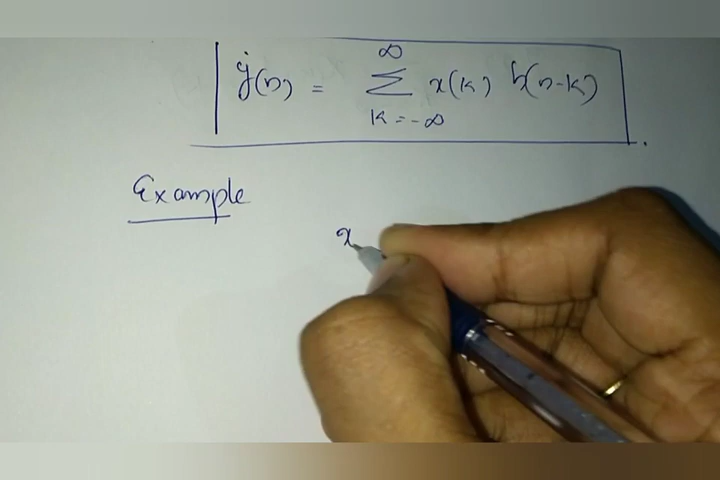 y(n) = ∞ ∑ k=-∞ x(k) h(n-k)
Example
x